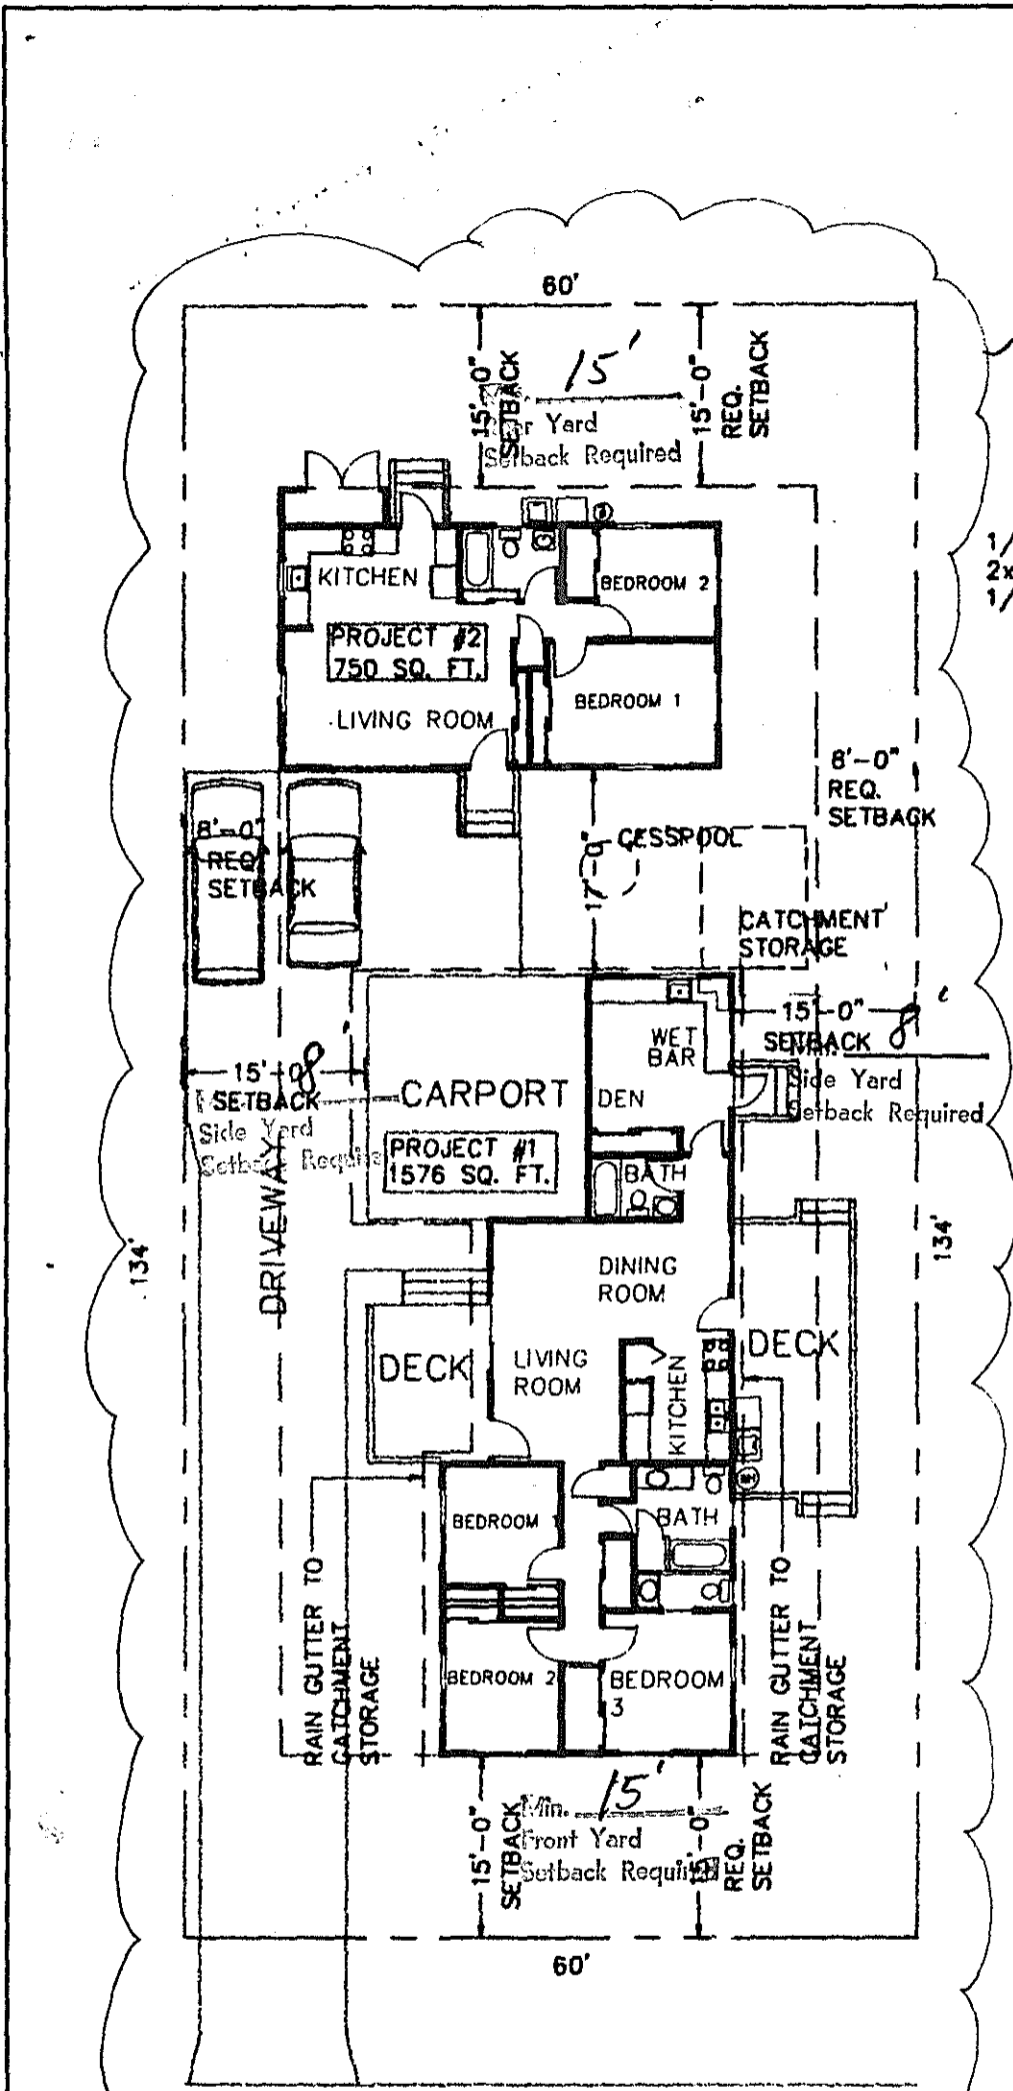 60'
15'-0"
SETBACK
15'
Yard
Setback Required
15'-0"
REQ.
SETBACK
1/
2x
1/
KITCHEN
BEDROOM 2
PROJECT #2
750 SQ. FT.
LIVING ROOM
BEDROOM 1
8'-0"
REQ.
SETBACK
8'-0"
REQ.
SETBACK
17'-0"
CESSPOOL
CATCHMENT
STORAGE
15'-0"
SETBACK
8'
Side Yard
Setback Required
WET
BAR
DEN
15'-0
8'
SETBACK
Side Yard
Setback
CARPORT
PROJECT #1
1576 SQ. FT.
BATH
DRIVEWAY
134'
134'
DINING
ROOM
DECK
LIVING
ROOM
KITCHEN
DECK
BEDROOM 1
BATH
RAIN GUTTER TO
CATCHMENT
STORAGE
BEDROOM 2
BEDROOM
3
RAIN GUTTER TO
CATCHMENT
STORAGE
15'-0"
SETBACK
Min. 15'
Front Yard
Setback Required
15'-0"
REQ.
SETBACK
60'